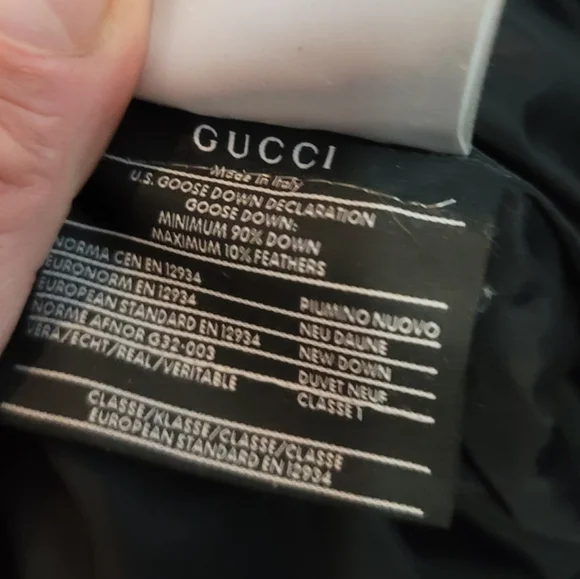 GUCCI
Made in Italy
U.S. GOOSE DOWN DECLARATION
GOOSE DOWN:
MINIMUM 90% DOWN
MAXIMUM 10% FEATHERS
NORMA CEN EN 12934 PIUMINO NUOVO
EURONORM EN 12934 NEU DAUNE
EUROPEAN STANDARD EN 12934 NEW DOWN
NORME AFNOR G32-003 DUVET NEUF
VERA/ECHT/REAL/VERITABLE CLASSE 1
CLASSE/KLASSE/CLASSE/CLASSE
EUROPEAN STANDARD EN 12934